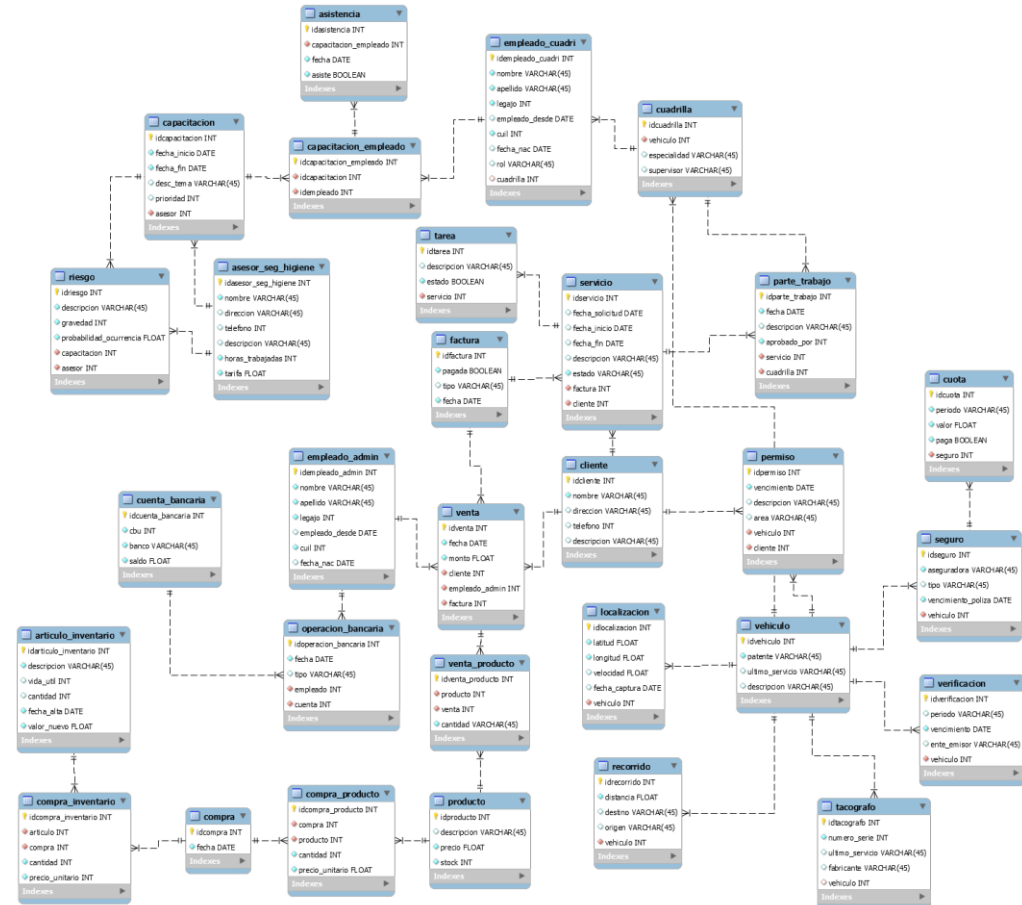 asistencia
idasistencia INT
capacitacion_empleado INT
fecha DATE
asiste BOOLEAN
Indexes
empleado_cuadri
idempleado_cuadri INT
nombre VARCHAR(45)
apellido VARCHAR(45)
legajo INT
empleado_desde DATE
cuil INT
fecha_nac DATE
rol VARCHAR(45)
cuadrilla INT
Indexes
cuadrilla
idcuadrilla INT
vehiculo INT
especialidad VARCHAR(45)
supervisor VARCHAR(45)
Indexes
capacitacion
idcapacitacion INT
fecha_inicio DATE
fecha_fin DATE
desc_tema VARCHAR(45)
prioridad INT
asesor INT
Indexes
capacitacion_empleado
idcapacitacion_empleado INT
idcapacitacion INT
idempleado INT
Indexes
tarea
idtarea INT
descripcion VARCHAR(45)
estado BOOLEAN
servicio INT
Indexes
riesgo
idriesgo INT
descripcion VARCHAR(45)
gravedad INT
probabilidad_ocurrencia FLOAT
capacitacion INT
asesor INT
Indexes
asesor_seg_higiene
idasesor_seg_higiene INT
nombre VARCHAR(45)
direccion VARCHAR(45)
telefono INT
descripcion VARCHAR(45)
horas_trabajadas INT
tarifa FLOAT
Indexes
servicio
idservicio INT
fecha_solicitud DATE
fecha_inicio DATE
fecha_fin DATE
descripcion VARCHAR(45)
estado VARCHAR(45)
factura INT
cliente INT
Indexes
parte_trabajo
idparte_trabajo INT
fecha DATE
descripcion VARCHAR(45)
aprobado_por INT
servicio INT
cuadrilla INT
Indexes
factura
idfactura INT
pagada BOOLEAN
tipo VARCHAR(45)
fecha DATE
Indexes
cuota
idcuota INT
periodo VARCHAR(45)
valor FLOAT
paga BOOLEAN
seguro INT
Indexes
empleado_admin
idempleado_admin INT
nombre VARCHAR(45)
apellido VARCHAR(45)
legajo INT
empleado_desde DATE
cuil INT
fecha_nac DATE
Indexes
cliente
idcliente INT
nombre VARCHAR(45)
direccion VARCHAR(45)
telefono INT
descripcion VARCHAR(45)
Indexes
permiso
idpermiso INT
vencimiento DATE
descripcion VARCHAR(45)
area VARCHAR(45)
vehiculo INT
cliente INT
Indexes
cuenta_bancaria
idcuenta_bancaria INT
cbu INT
banco VARCHAR(45)
saldo FLOAT
Indexes
venta
idventa INT
fecha DATE
monto FLOAT
cliente INT
empleado_admin INT
factura INT
Indexes
seguro
idseguro INT
aseguradora VARCHAR(45)
tipo VARCHAR(45)
vencimiento_poliza DATE
vehiculo INT
Indexes
articulo_inventario
idarticulo_inventario INT
descripcion VARCHAR(45)
vida_util INT
cantidad INT
fecha_alta DATE
valor_nuevo FLOAT
Indexes
operacion_bancaria
idoperacion_bancaria INT
fecha DATE
tipo VARCHAR(45)
empleado INT
cuenta INT
Indexes
localizacion
idlocalizacion INT
latitud FLOAT
longitud FLOAT
velocidad FLOAT
fecha_captura DATE
vehiculo INT
Indexes
vehiculo
idvehiculo INT
patente VARCHAR(45)
ultimo_servicio VARCHAR(45)
descripcion VARCHAR(45)
Indexes
venta_producto
idventa_producto INT
producto INT
venta INT
cantidad VARCHAR(45)
Indexes
verificacion
idverificacion INT
periodo VARCHAR(45)
vencimiento DATE
ente_emisor VARCHAR(45)
vehiculo INT
Indexes
recorrido
idrecorrido INT
distancia FLOAT
destino VARCHAR(45)
origen VARCHAR(45)
vehiculo INT
Indexes
compra_inventario
idcompra_inventario INT
articulo INT
compra INT
cantidad INT
precio_unitario INT
Indexes
compra
idcompra INT
fecha DATE
Indexes
compra_producto
idcompra_producto INT
compra INT
producto INT
cantidad INT
precio_unitario FLOAT
Indexes
producto
idproducto INT
descripcion VARCHAR(45)
precio FLOAT
stock INT
Indexes
tacografo
idtacografo INT
numero_serie INT
ultimo_servicio VARCHAR(45)
fabricante VARCHAR(45)
vehiculo INT
Indexes